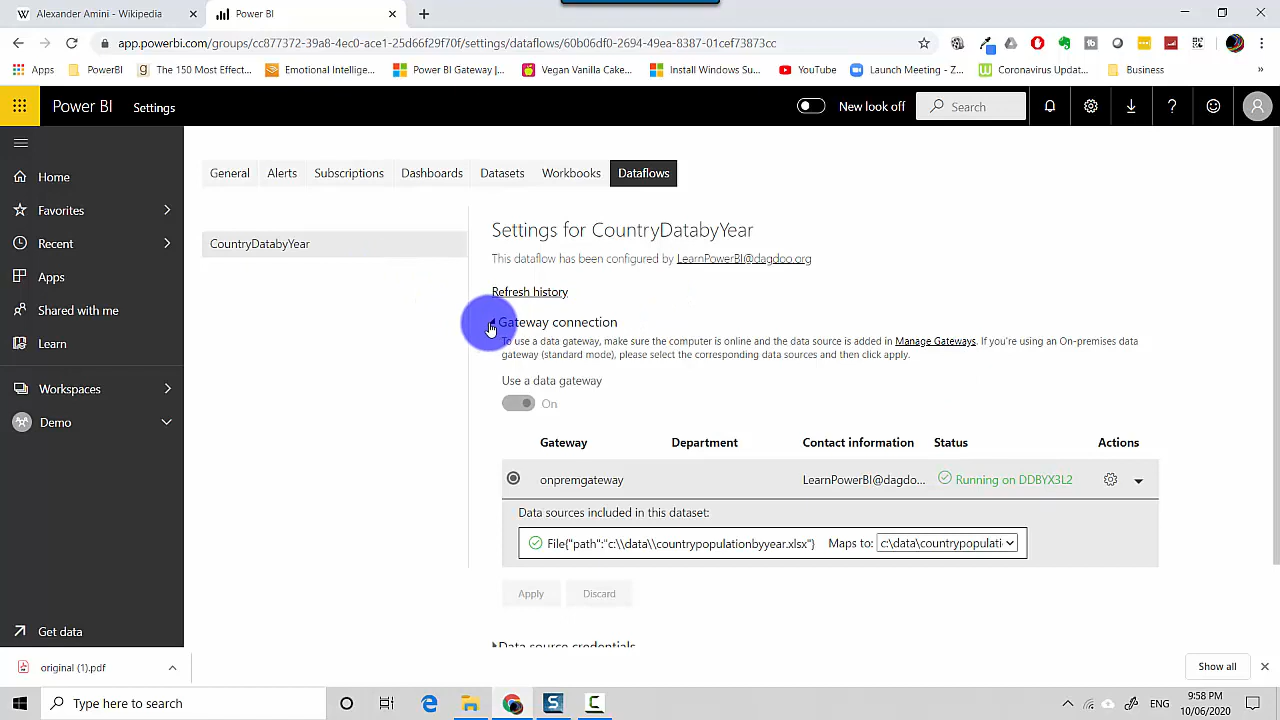 Alexander Amini - Wikipedia
Power BI
app.powerbi.com/groups/cc877372-39a8-4ec0-ace1-25d66f29f70f/settings/dataflows/60b06df0-2694-49ea-8387-01cef73873cc
Apps
PowerBI
The 150 Most Effect...
Emotional Intellige...
Power BI Gateway |...
Vegan Vanilla Cake...
Install Windows Su...
YouTube
Launch Meeting - Z...
Coronavirus Updat...
Business
»
Power BI
Settings
New look off
Search
General
Alerts
Subscriptions
Dashboards
Datasets
Workbooks
Dataflows
Home
Favorites
Recent
Apps
Shared with me
Learn
Workspaces
Demo
Get data
CountryDatabyYear
Settings for CountryDatabyYear
This dataflow has been configured by LearnPowerBI@dagdoo.org
Refresh history
Gateway connection
To use a data gateway, make sure the computer is online and the data source is added in Manage Gateways. If you're using an On-premises data
gateway (standard mode), please select the corresponding data sources and then click apply.
Use a data gateway
On
Gateway Department Contact information Status Actions
onpremgateway LearnPowerBI@dagdo... Running on DDBYX3L2
Data sources included in this dataset:
File{"path":"c:\\data\\countrypopulationbyyear.xlsx"} Maps to: c:\data\countrypopulati
Apply Discard
Data source credentials
original (1).pdf
Show all
Type here to search
ENG
9:58 PM
10/06/2020